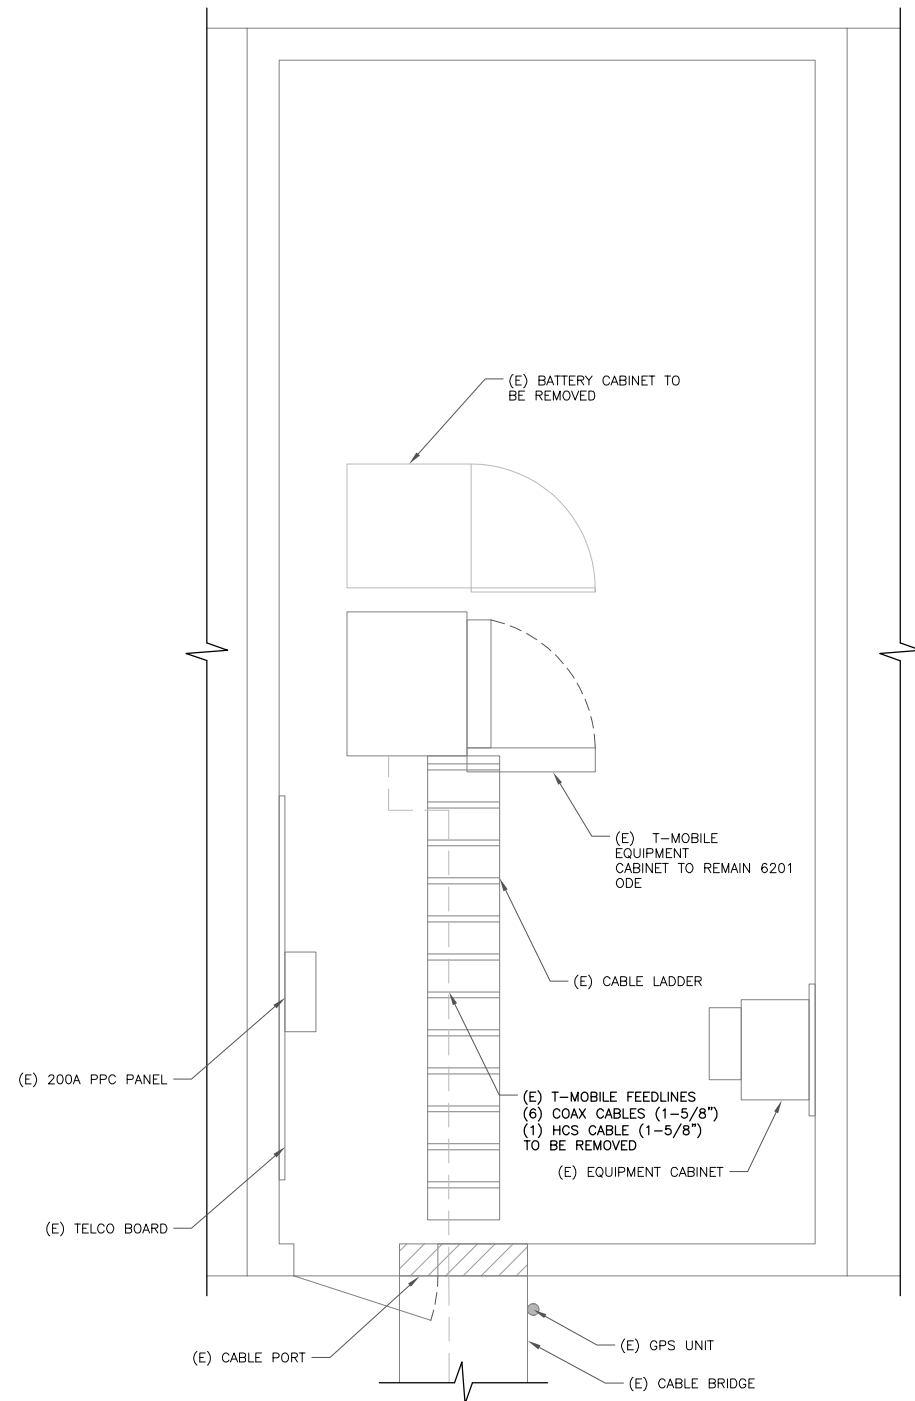 (E) BATTERY CABINET TO
BE REMOVED
(E) T-MOBILE
EQUIPMENT
CABINET TO REMAIN 6201
ODE
(E) CABLE LADDER
(E) 200A PPC PANEL
(E) T-MOBILE FEEDLINES
(6) COAX CABLES (1-5/8")
(1) HCS CABLE (1-5/8")
TO BE REMOVED
(E) EQUIPMENT CABINET
(E) TELCO BOARD
(E) GPS UNIT
(E) CABLE PORT
(E) CABLE BRIDGE